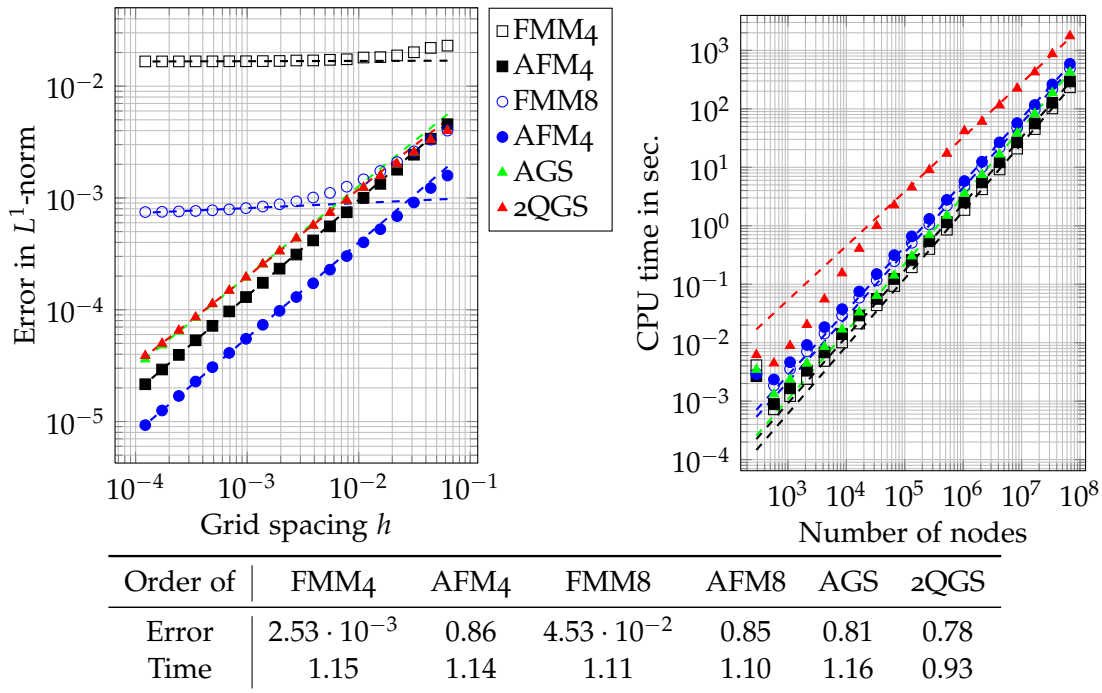 10^{-2}
10^{-3}
10^{-4}
10^{-5}
Error in L^1-norm
10^{-4} 10^{-3} 10^{-2} 10^{-1}
Grid spacing h
FMM4
AFM4
FMM8
AFM4
AGS
2QGS
10^3
10^2
10^1
10^0
10^{-1}
10^{-2}
10^{-3}
10^{-4}
CPU time in sec.
10^3 10^4 10^5 10^6 10^7 10^8
Number of nodes
Order of FMM4 AFM4 FMM8 AFM8 AGS 2QGS
Error 2.53 · 10^{-3} 0.86 4.53 · 10^{-2} 0.85 0.81 0.78
Time 1.15 1.14 1.11 1.10 1.16 0.93